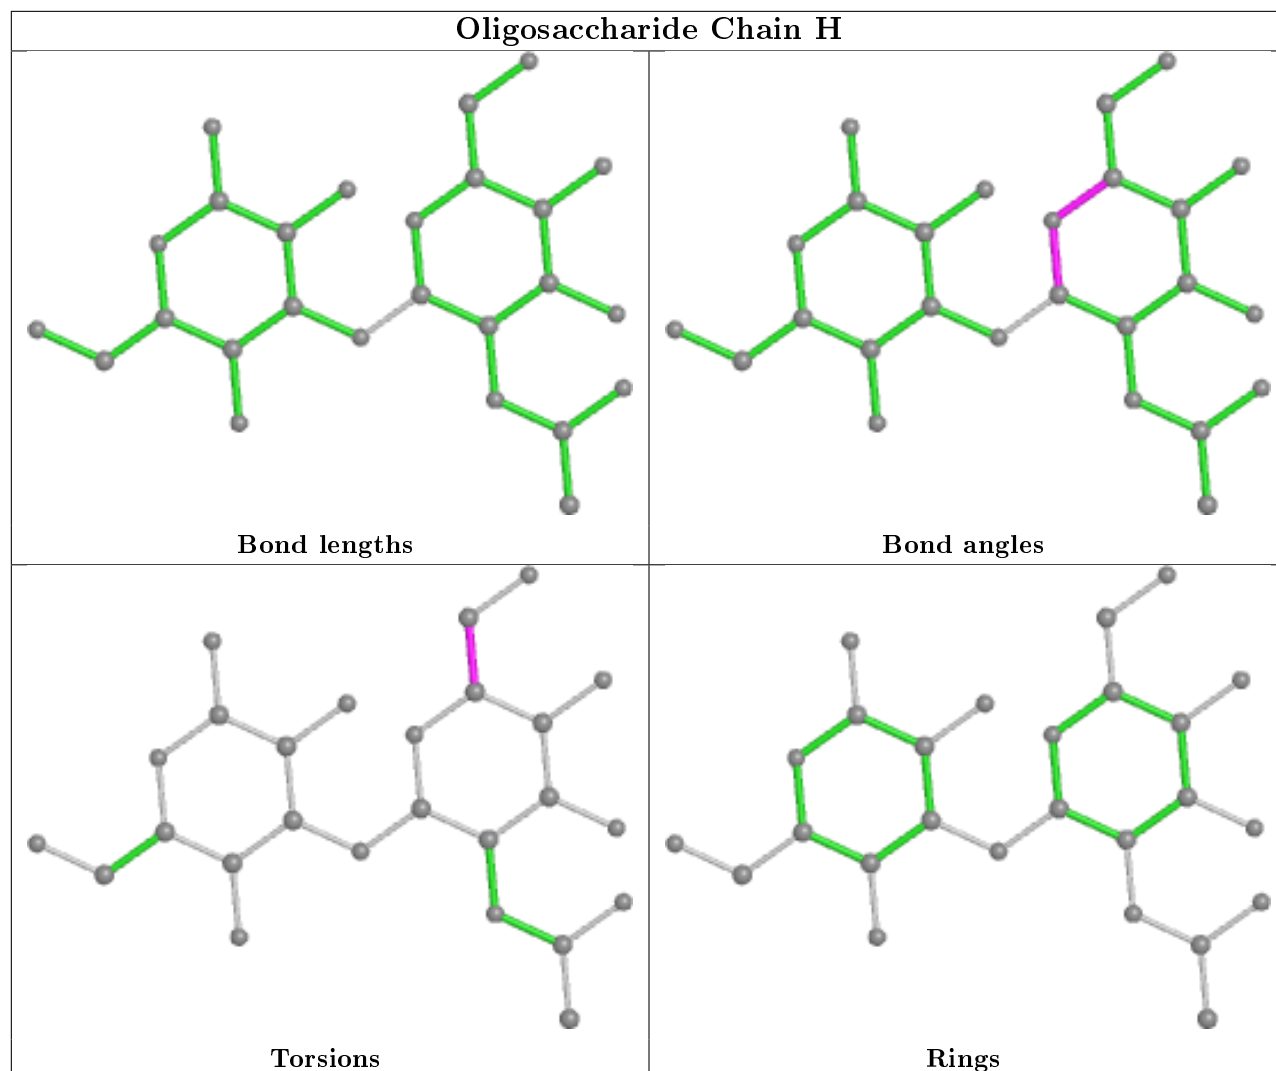 Oligosaccharide Chain H
Bond lengths
Bond angles
Torsions
Rings